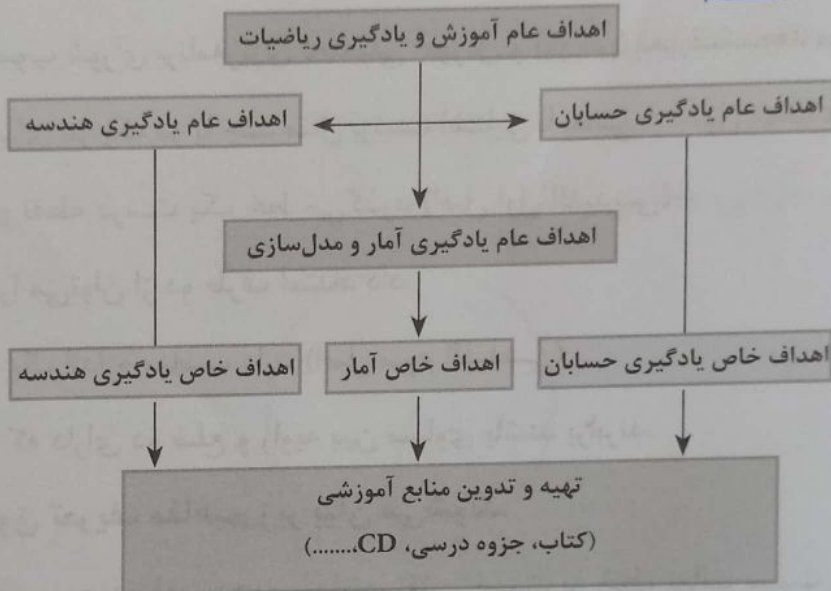 اهداف عام آموزش و یادگیری ریاضیات
اهداف عام یادگیری حسابان
اهداف عام یادگیری هندسه
اهداف عام یادگیری آمار و مدل‌سازی
اهداف خاص یادگیری حسابان
اهداف خاص آمار
اهداف خاص یادگیری هندسه
تهیه و تدوین منابع آموزشی
(کتاب، جزوه درسی، CD،........)